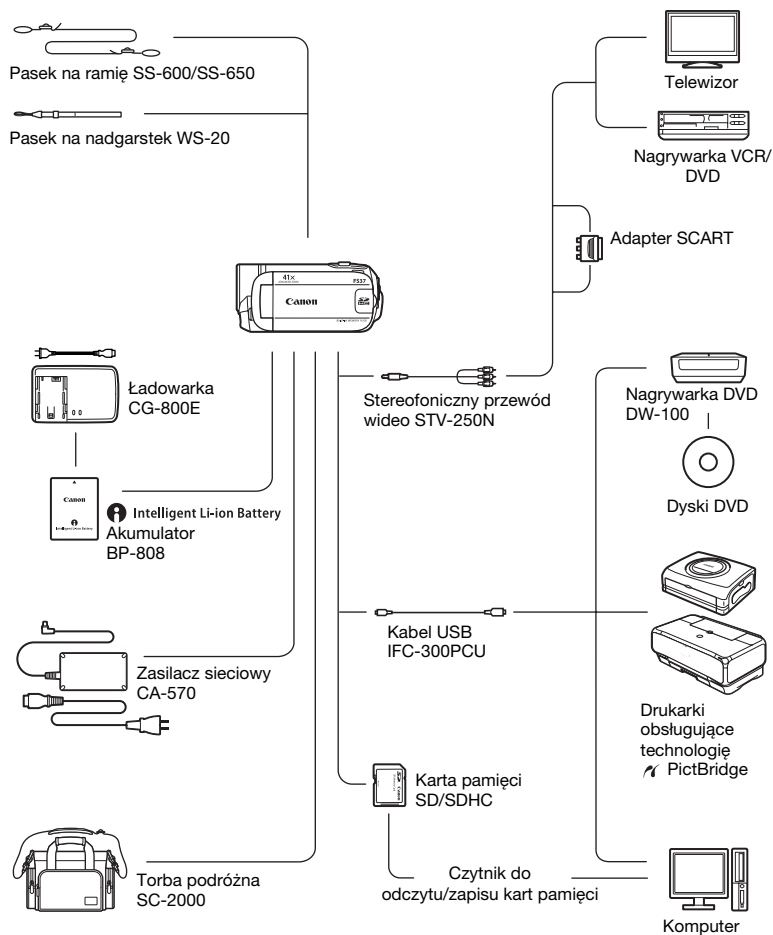 Pasek na ramię SS-600/SS-650
Pasek na nadgarstek WS-20
Telewizor
Nagrywarka VCR/
DVD
Adapter SCART
41×
FS37
Canon
Ładowarka
CG-800E
Canon
Intelligent Li-ion Battery
Akumulator
BP-808
Stereofoniczny przewód
wideo STV-250N
Nagrywarka DVD
DW-100
Dyski DVD
Kabel USB
IFC-300PCU
Zasilacz sieciowy
CA-570
Drukarki
obsługujące
technologię
PictBridge
Karta pamięci
SD/SDHC
Torba podróżna
SC-2000
Czytnik do
odczytu/zapisu kart pamięci
Komputer